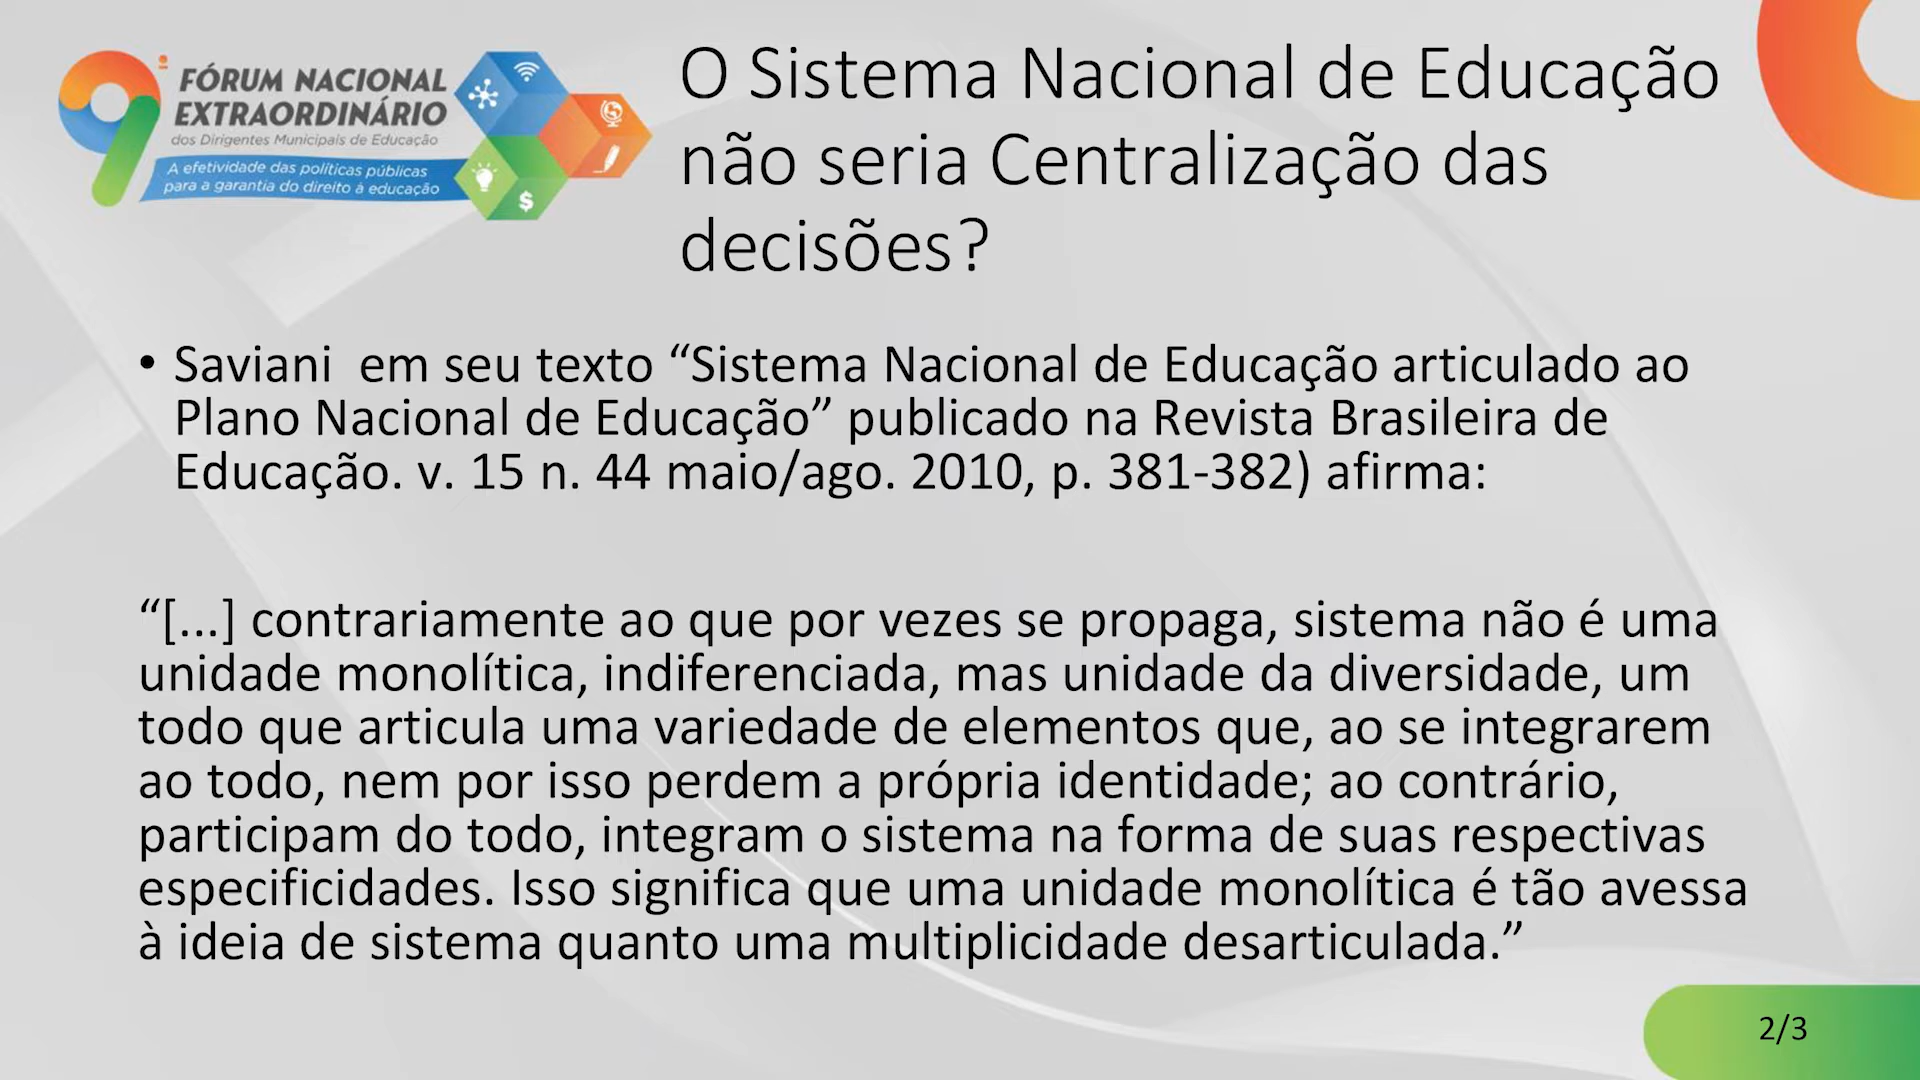 9º FÓRUM NACIONAL
EXTRAORDINÁRIO
dos Dirigentes Municipais de Educação
A efetividade das políticas públicas
para a garantia do direito à educação
$
O Sistema Nacional de Educação
não seria Centralização das
decisões?
• Saviani em seu texto “Sistema Nacional de Educação articulado ao
Plano Nacional de Educação” publicado na Revista Brasileira de
Educação. v. 15 n. 44 maio/ago. 2010, p. 381-382) afirma:
“[...] contrariamente ao que por vezes se propaga, sistema não é uma
unidade monolítica, indiferenciada, mas unidade da diversidade, um
todo que articula uma variedade de elementos que, ao se integrarem
ao todo, nem por isso perdem a própria identidade; ao contrário,
participam do todo, integram o sistema na forma de suas respectivas
especificidades. Isso significa que uma unidade monolítica é tão avessa
à ideia de sistema quanto uma multiplicidade desarticulada.”
2/3